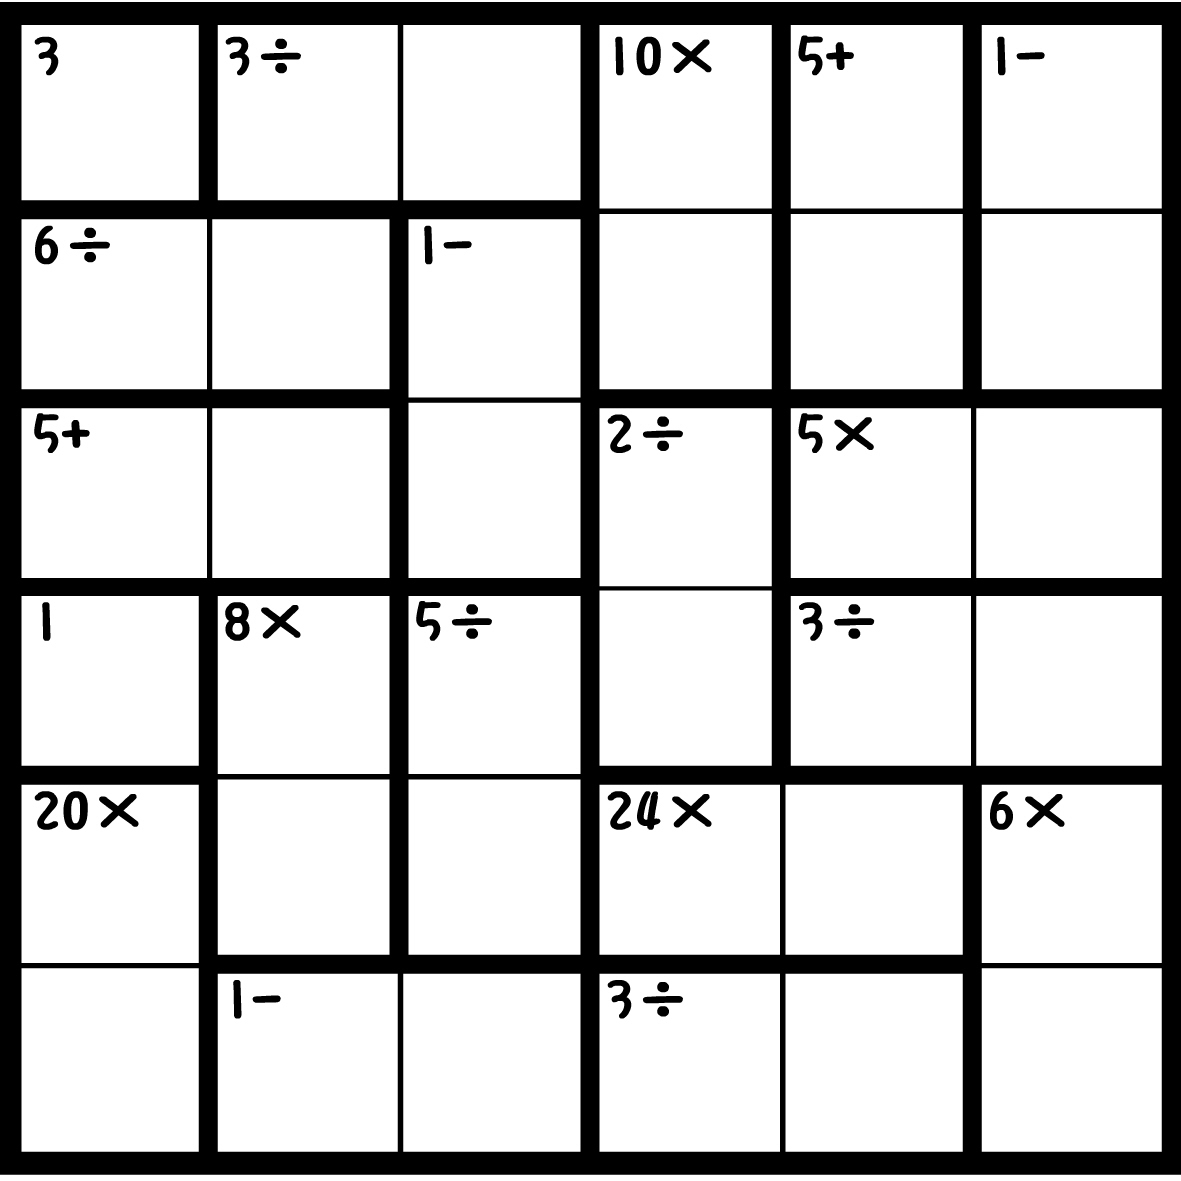 3 3÷ 10× 5+ 1−
6÷ 1−
5+ 2÷ 5×
1 8× 5÷ 3÷
20× 24× 6×
1− 3÷